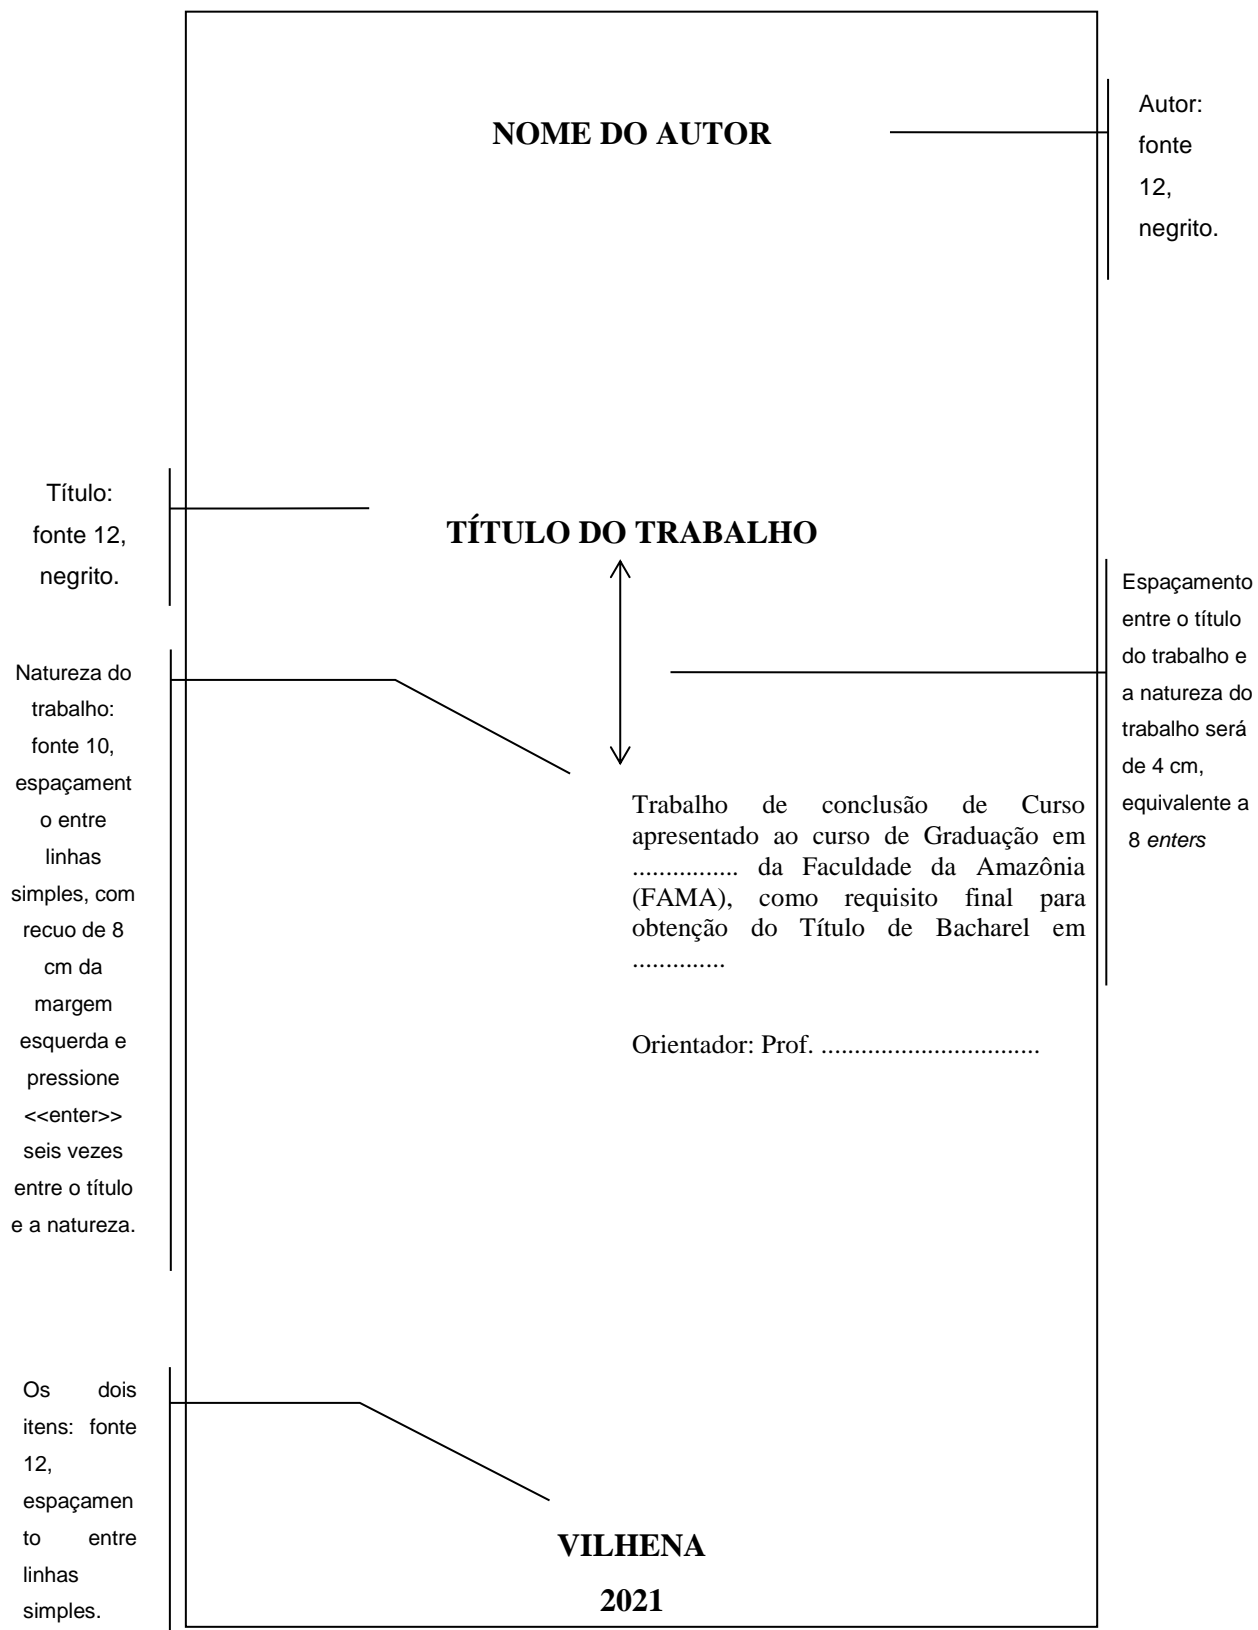 NOME DO AUTOR
Autor:
fonte
12,
negrito.
Título:
fonte 12,
negrito.
TÍTULO DO TRABALHO
Espaçamento
entre o título
do trabalho e
a natureza do
trabalho será
de 4 cm,
equivalente a
8 enters
Natureza do
trabalho:
fonte 10,
espaçament
o entre
linhas
simples, com
recuo de 8
cm da
margem
esquerda e
pressione
<<enter>>
seis vezes
entre o título
e a natureza.
Trabalho de conclusão de Curso
apresentado ao curso de Graduação em
................ da Faculdade da Amazônia
(FAMA), como requisito final para
obtenção do Título de Bacharel em
..............
Orientador: Prof. .................................
Os dois
itens: fonte
12,
espaçamen
to entre
linhas
simples.
VILHENA
2021